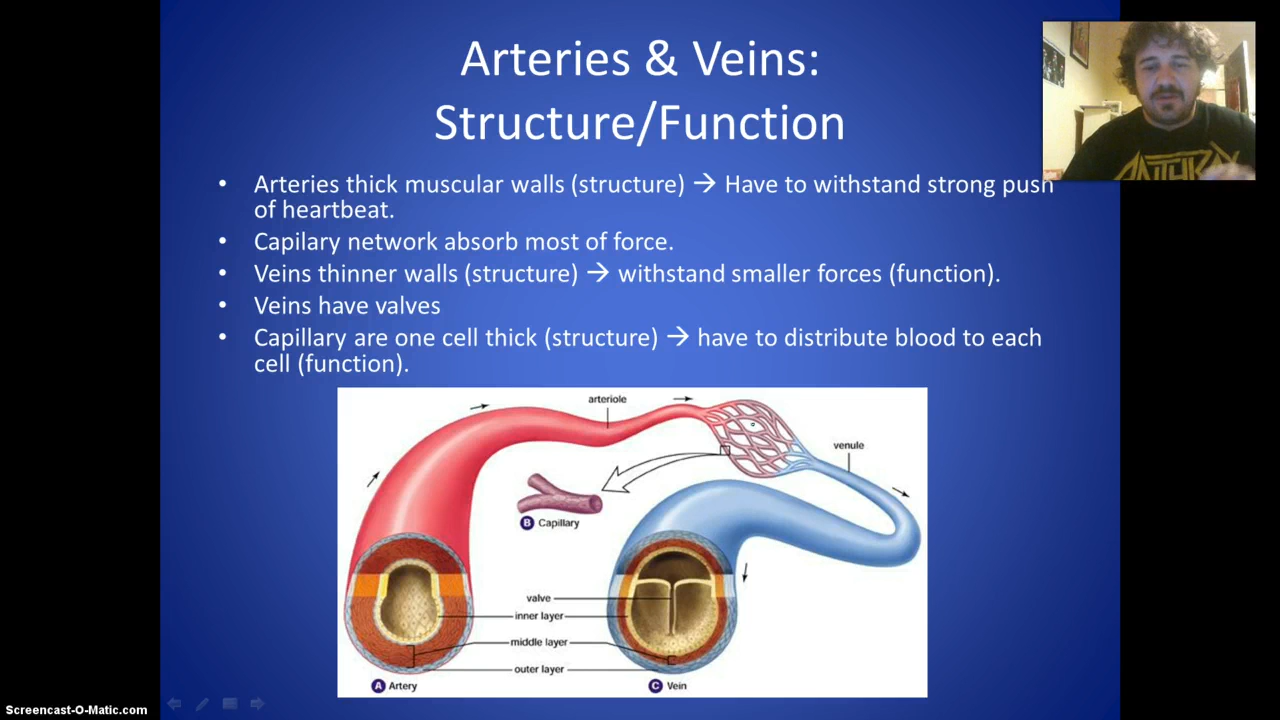 Arteries & Veins:
Structure/Function
• Arteries thick muscular walls (structure) → Have to withstand strong push
of heartbeat.
• Capilary network absorb most of force.
• Veins thinner walls (structure) → withstand smaller forces (function).
• Veins have valves
• Capillary are one cell thick (structure) → have to distribute blood to each
cell (function).
arteriole
venule
B Capillary
valve
inner layer
middle layer
outer layer
A Artery
C Vein
Screencast-O-Matic.com